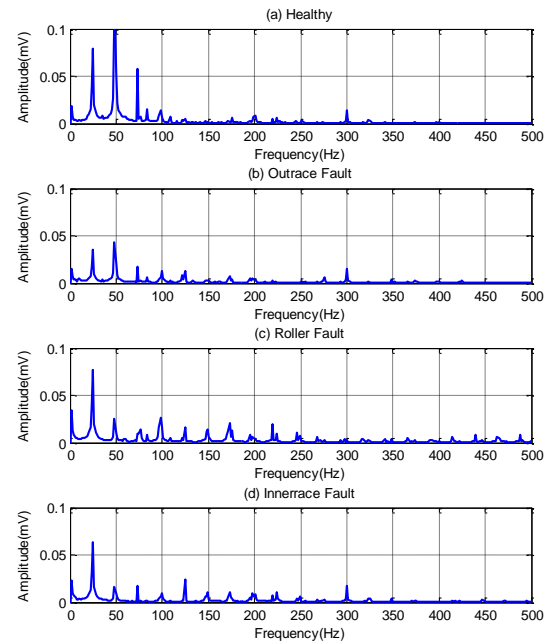 (a) Healthy
0.1
0.05
0
Amplitude(mV)
0 50 100 150 200 250 300 350 400 450 500
Frequency(Hz)
(b) Outrace Fault
0.1
0.05
0
Amplitude(mV)
0 50 100 150 200 250 300 350 400 450 500
Frequency(Hz)
(c) Roller Fault
0.1
0.05
0
Amplitude(mV)
0 50 100 150 200 250 300 350 400 450 500
Frequency(Hz)
(d) Innerrace Fault
0.1
0.05
0
Amplitude(mV)
0 50 100 150 200 250 300 350 400 450 500
Frequency(Hz)